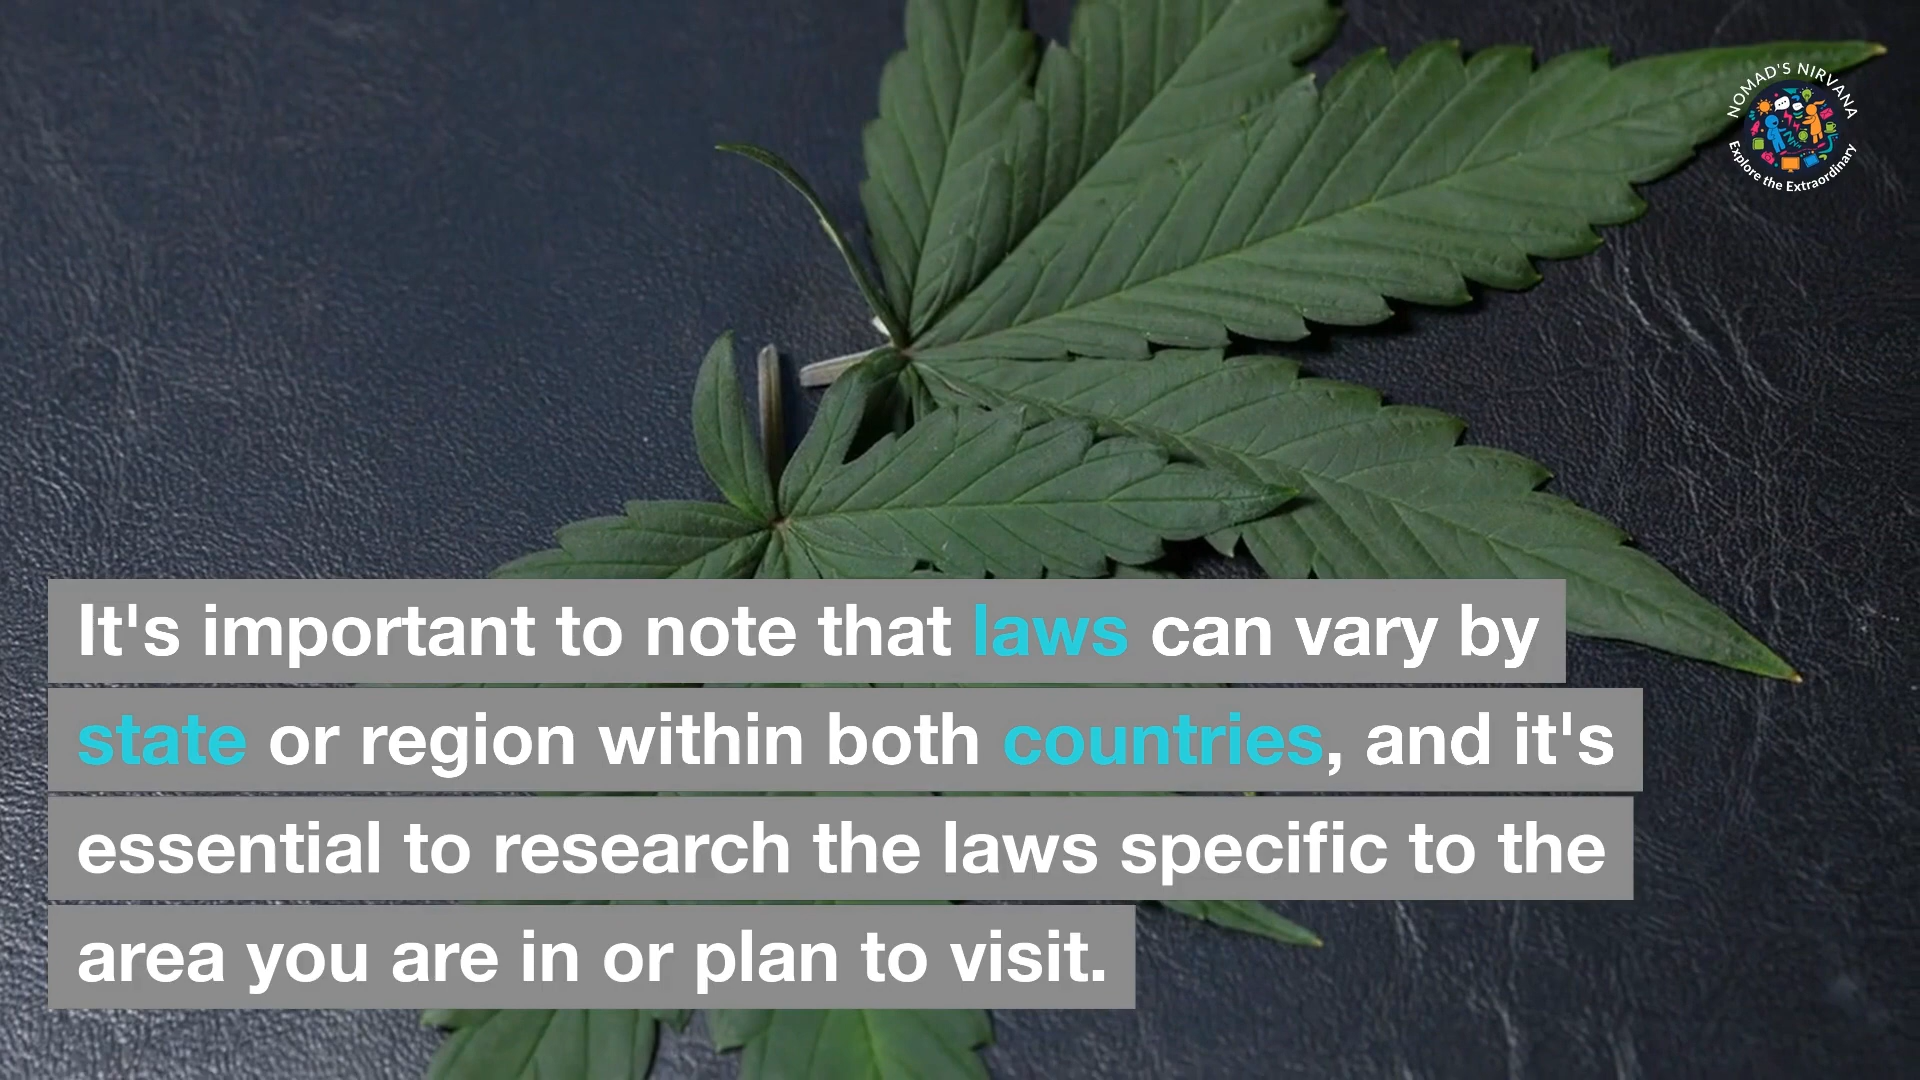 NOMAD'S NIRVANA
Explore the Extraordinary
It's important to note that laws can vary by
state or region within both countries, and it's
essential to research the laws specific to the
area you are in or plan to visit.